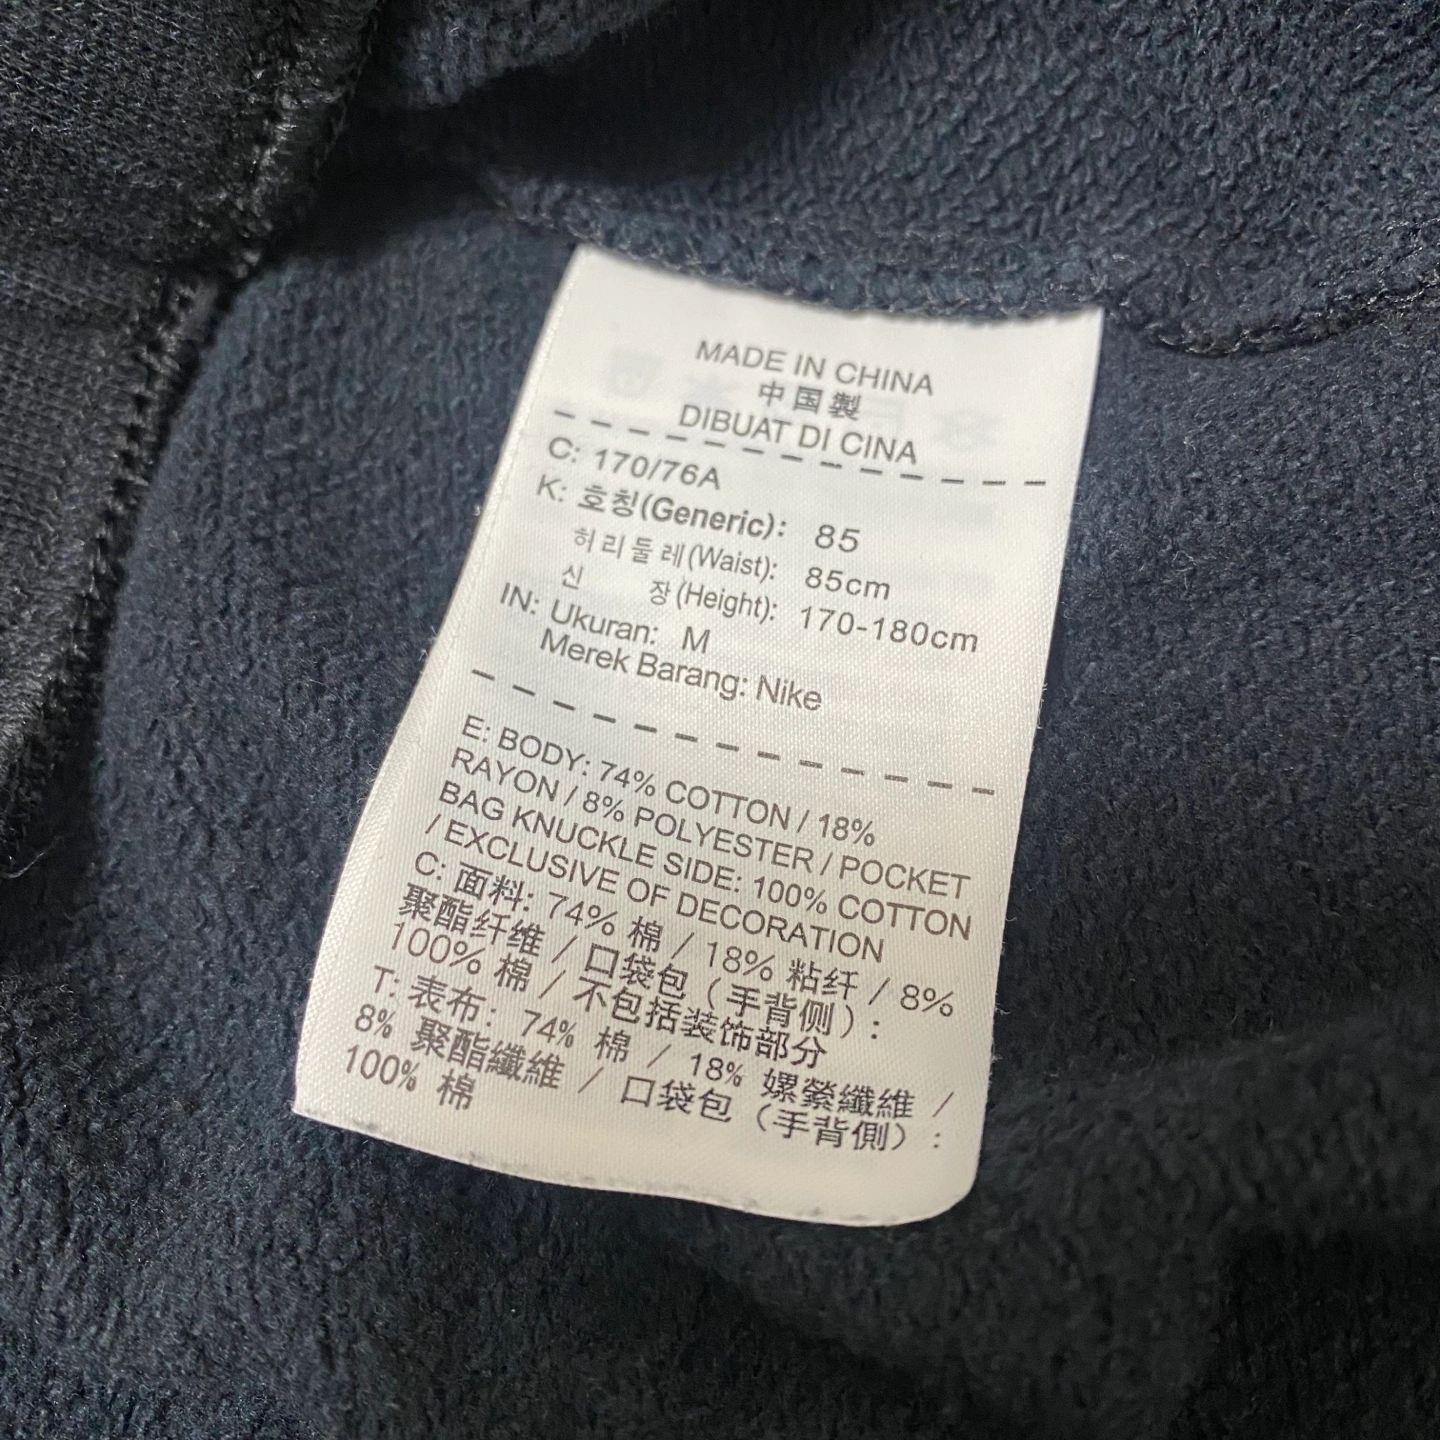 MADE IN CHINA
中国製
DIBUAT DI CINA
C: 170/76A
K: 호칭(Generic): 85
허리둘레(Waist): 85cm
신 장(Height): 170-180cm
IN: Ukuran: M
Merek Barang: Nike
E: BODY: 74% COTTON / 18%
RAYON / 8% POLYESTER / POCKET
BAG KNUCKLE SIDE: 100% COTTON
/ EXCLUSIVE OF DECORATION
C: 面料: 74% 棉 / 18% 粘纤 / 8%
聚酯纤维 / 口袋包（手背侧）:
100% 棉 / 不包括装饰部分
T: 表布: 74% 棉 / 18% 嫘縈纖維 /
8% 聚酯纖維 / 口袋包（手背側）:
100% 棉